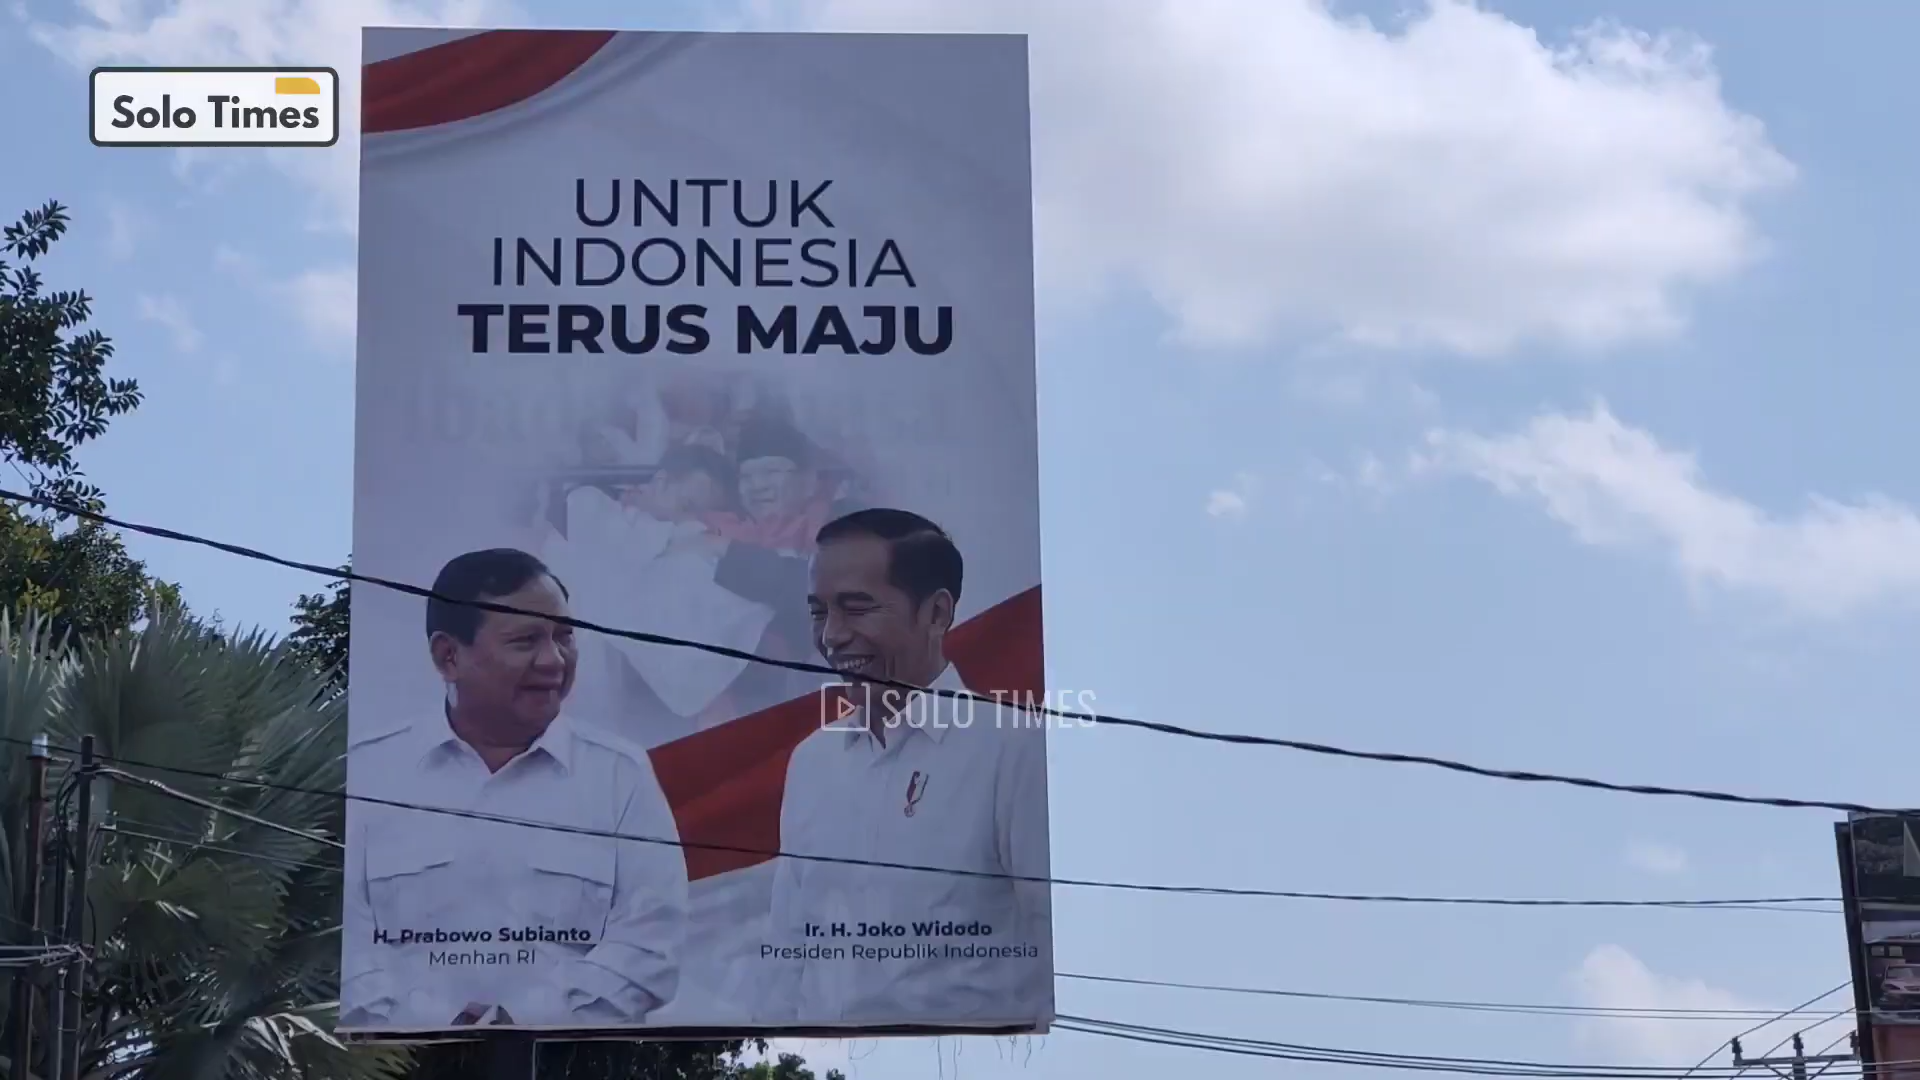 Solo Times
UNTUK
INDONESIA
TERUS MAJU
SOLO TIMES
H. Prabowo Subianto
Menhan RI
Ir. H. Joko Widodo
Presiden Republik Indonesia